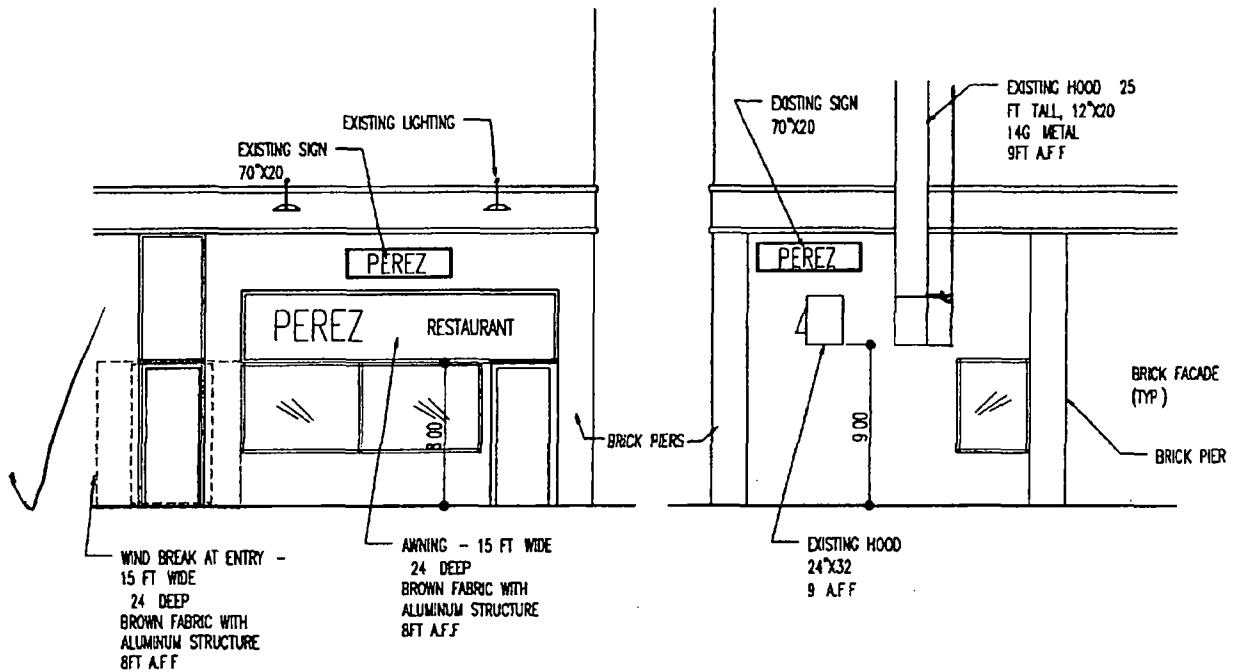 EXISTING LIGHTING
EXISTING SIGN
70"X20
PEREZ
PEREZ
RESTAURANT
8.00
BRICK PIERS
WIND BREAK AT ENTRY -
15 FT WIDE
24 DEEP
BROWN FABRIC WITH
ALUMINUM STRUCTURE
8FT A.F F
AWNING - 15 FT WIDE
24 DEEP
BROWN FABRIC WITH
ALUMINUM STRUCTURE
8FT A.F.F
EXISTING SIGN
70"X20
EXISTING HOOD 25
FT TALL, 12"X20
14G METAL
9FT A.F F
PEREZ
9 00
BRICK FACADE
(TYP )
BRICK PIER
EXISTING HOOD
24"X32
9 A.F.F